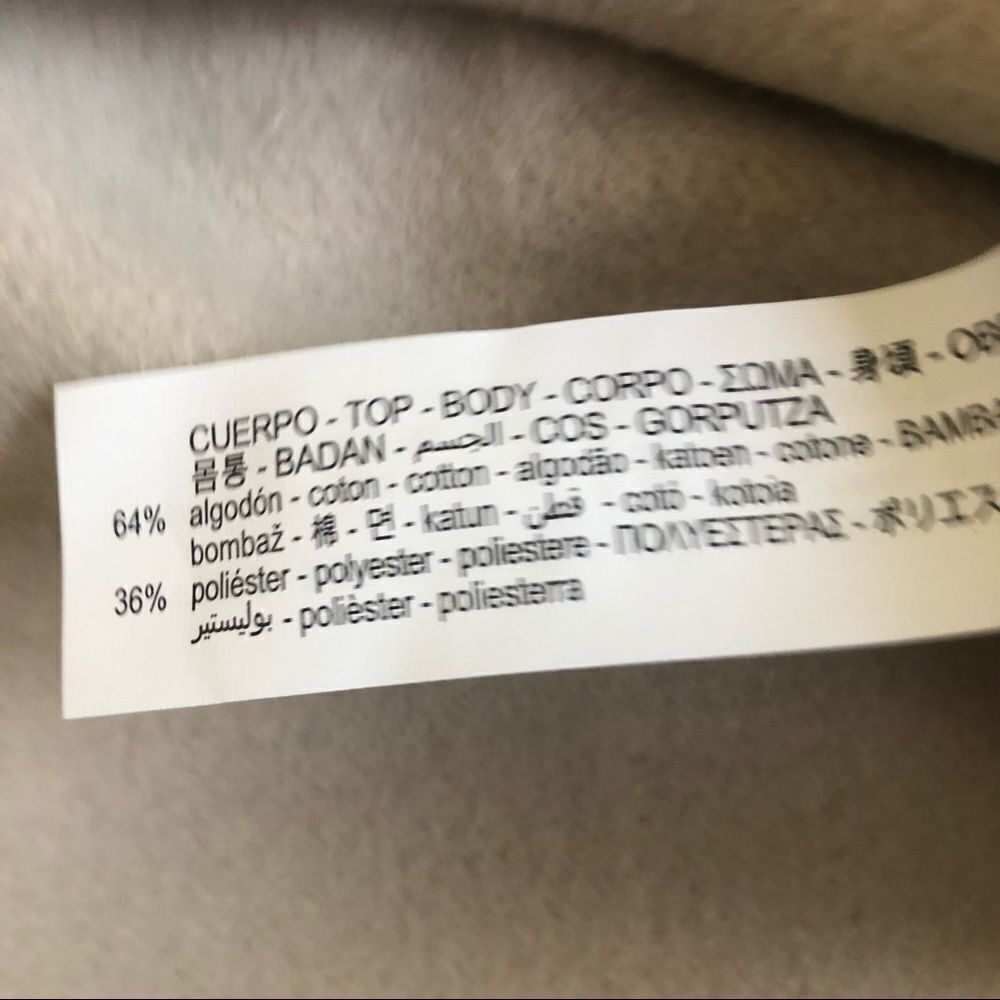 CUERPO - TOP - BODY - CORPO - ΣΩΜΑ - 身頃 -
몸통 - BADAN - الجسم - COS - GORPUTZA
64% algodón - coton - cotton - algodão - katoen - cotone -
bombaž - 棉 - 면 - katun - قطن - cotó - kotoia
36% poliéster - polyester - poliestere - ΠΟΛΥΕΣΤΕΡΑΣ -
بوليستير - polièster - poliesterra